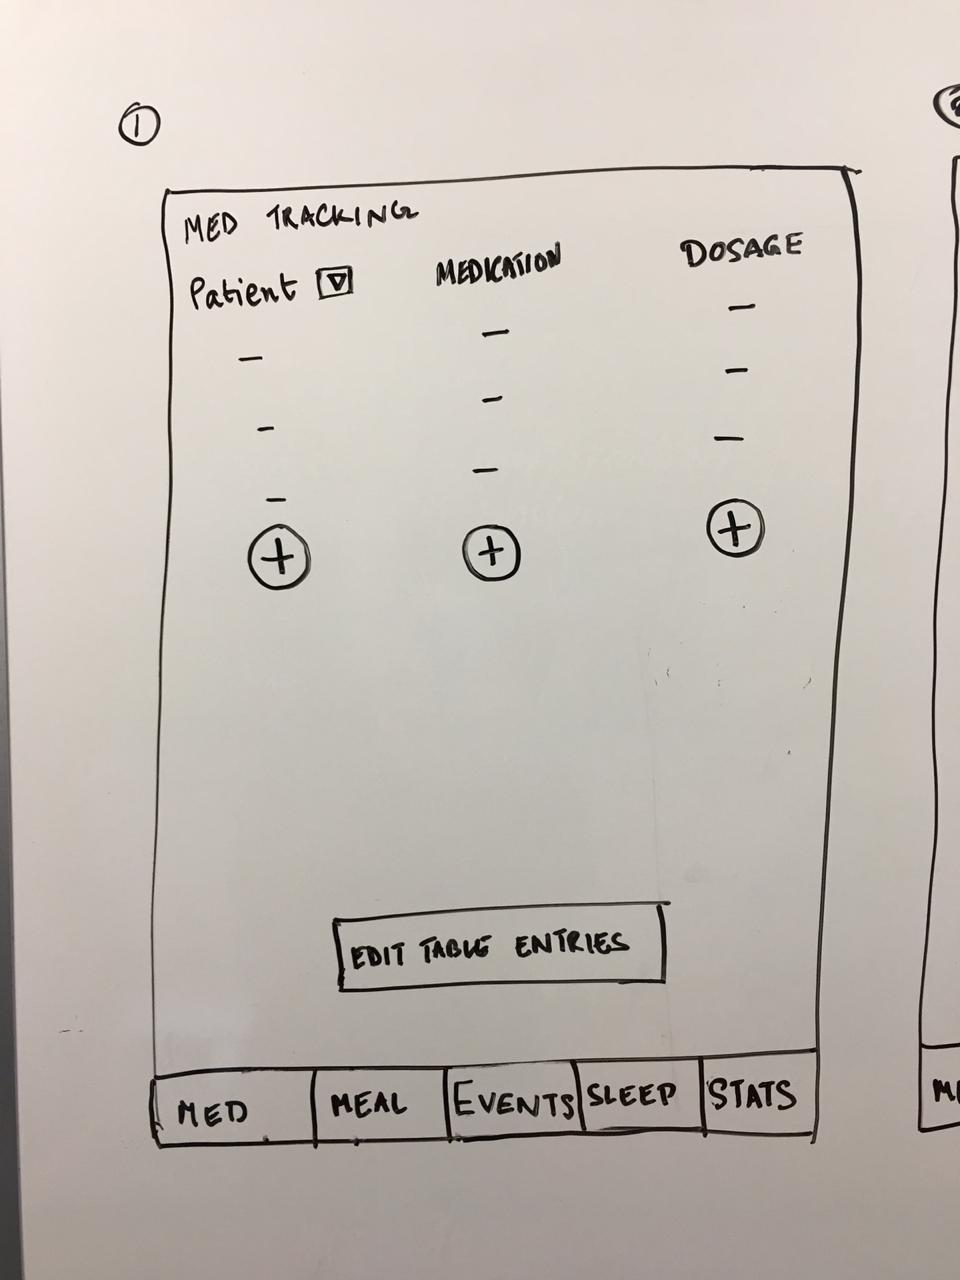 1
MED TRACKING
Patient MEDICATION DOSAGE
- - -
- - -
- - -
+ + +
EDIT TABLE ENTRIES
MED MEAL EVENTS SLEEP STATS